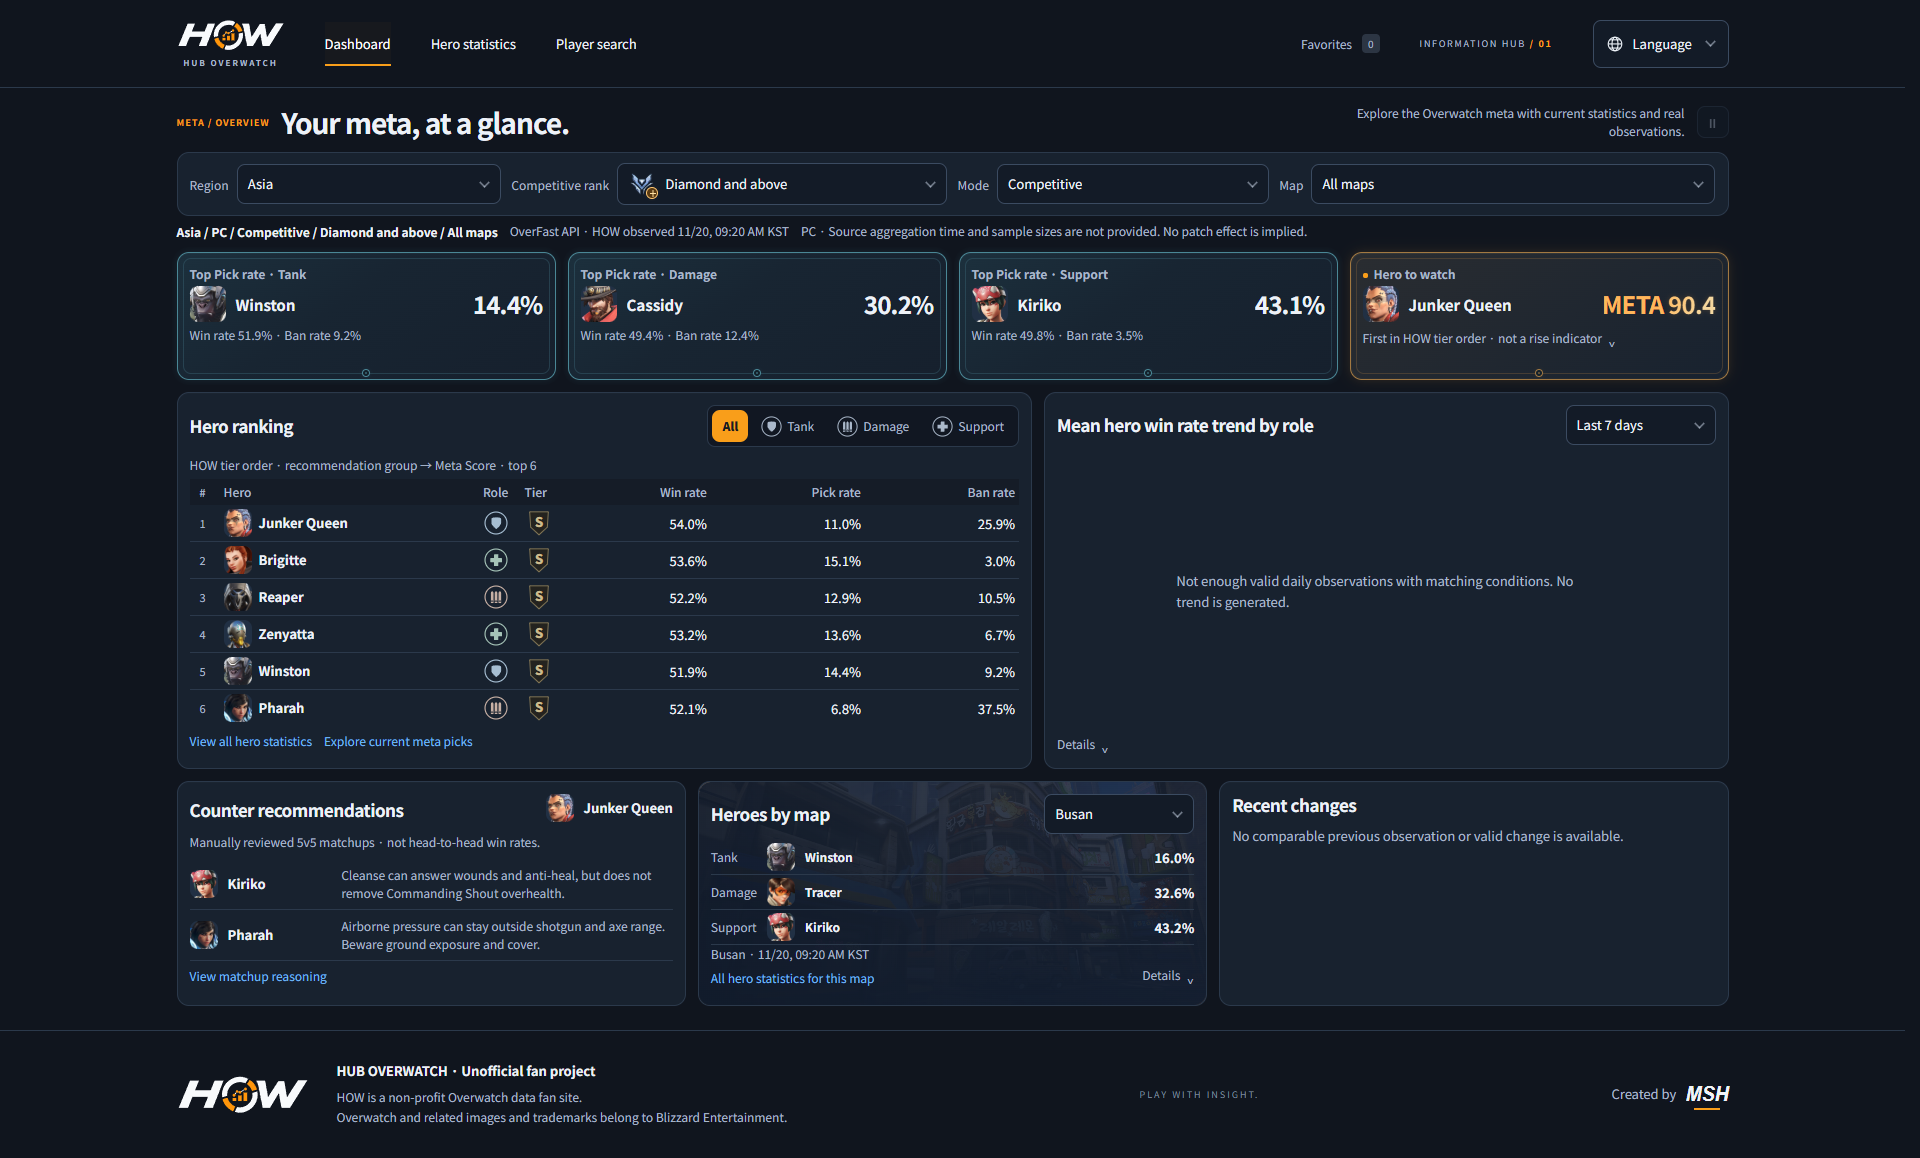 HOW
HUB OVERWATCH
Dashboard
Hero statistics
Player search
Favorites 0
INFORMATION HUB / 01
Language
META / OVERVIEW
Your meta, at a glance.
Explore the Overwatch meta with current statistics and real
observations.
Region
Asia
Competitive rank
Diamond and above
Mode
Competitive
Map
All maps
Asia / PC / Competitive / Diamond and above / All maps
OverFast API · HOW observed 11/20, 09:20 AM KST
PC · Source aggregation time and sample sizes are not provided. No patch effect is implied.
Top Pick rate · Tank
Winston
14.4%
Win rate 51.9% · Ban rate 9.2%
Top Pick rate · Damage
Cassidy
30.2%
Win rate 49.4% · Ban rate 12.4%
Top Pick rate · Support
Kiriko
43.1%
Win rate 49.8% · Ban rate 3.5%
Hero to watch
Junker Queen
META 90.4
First in HOW tier order · not a rise indicator
Hero ranking
All
Tank
Damage
Support
HOW tier order · recommendation group → Meta Score · top 6
# Hero Role Tier Win rate Pick rate Ban rate
1 Junker Queen S 54.0% 11.0% 25.9%
2 Brigitte S 53.6% 15.1% 3.0%
3 Reaper S 52.2% 12.9% 10.5%
4 Zenyatta S 53.2% 13.6% 6.7%
5 Winston S 51.9% 14.4% 9.2%
6 Pharah S 52.1% 6.8% 37.5%
View all hero statistics
Explore current meta picks
Mean hero win rate trend by role
Last 7 days
Not enough valid daily observations with matching conditions. No
trend is generated.
Details
Counter recommendations
Junker Queen
Manually reviewed 5v5 matchups · not head-to-head win rates.
Kiriko
Cleanse can answer wounds and anti-heal, but does not
remove Commanding Shout overhealth.
Pharah
Airborne pressure can stay outside shotgun and axe range.
Beware ground exposure and cover.
View matchup reasoning
Heroes by map
Busan
Tank Winston 16.0%
Damage Tracer 32.6%
Support Kiriko 43.2%
Busan · 11/20, 09:20 AM KST
All hero statistics for this map
Details
Recent changes
No comparable previous observation or valid change is available.
HOW
HUB OVERWATCH · Unofficial fan project
HOW is a non-profit Overwatch data fan site.
Overwatch and related images and trademarks belong to Blizzard Entertainment.
PLAY WITH INSIGHT.
Created by MSH